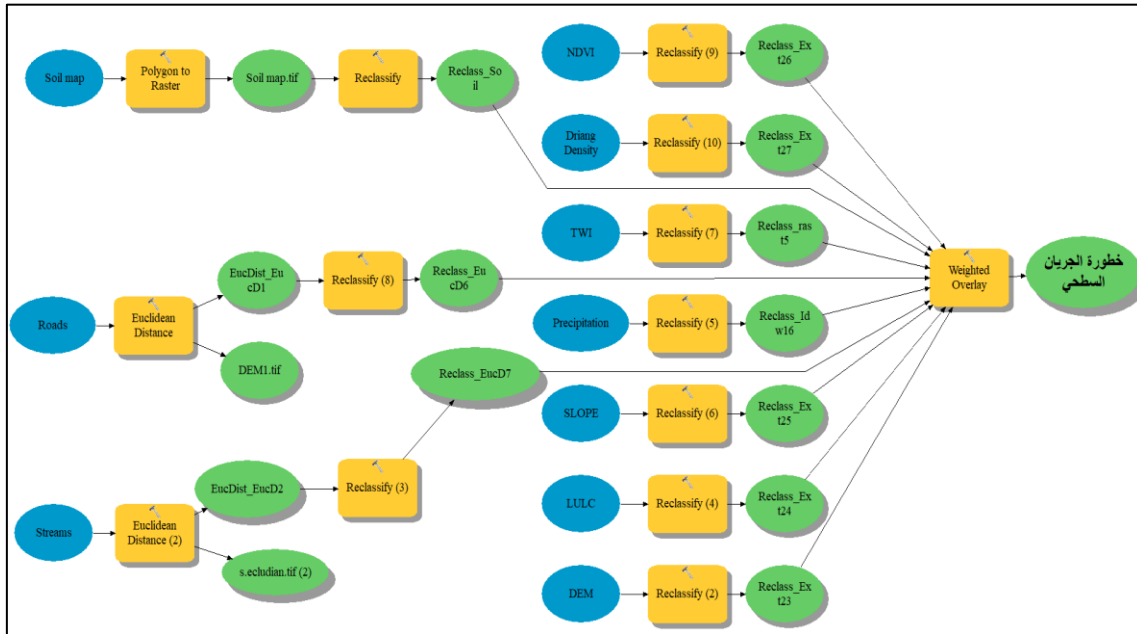 Soil map
Polygon to
Raster
Soil map.tif
Reclassify
Reclass_So
il
Roads
Euclidean
Distance
EucDist_Eu
cD1
DEM1.tif
Reclassify (8)
Reclass_Eu
cD6
Streams
Euclidean
Distance (2)
EucDist_EucD2
s.ecludian.tif (2)
Reclassify (3)
Reclass_EucD7
NDVI
Reclassify (9)
Reclass_Ex
t26
Driang
Density
Reclassify (10)
Reclass_Ex
t27
TWI
Reclassify (7)
Reclass_ras
t5
Precipitation
Reclassify (5)
Reclass_Id
w16
SLOPE
Reclassify (6)
Reclass_Ex
t25
LULC
Reclassify (4)
Reclass_Ex
t24
DEM
Reclassify (2)
Reclass_Ex
t23
Weighted
Overlay
خطورة الجريان
السطحي